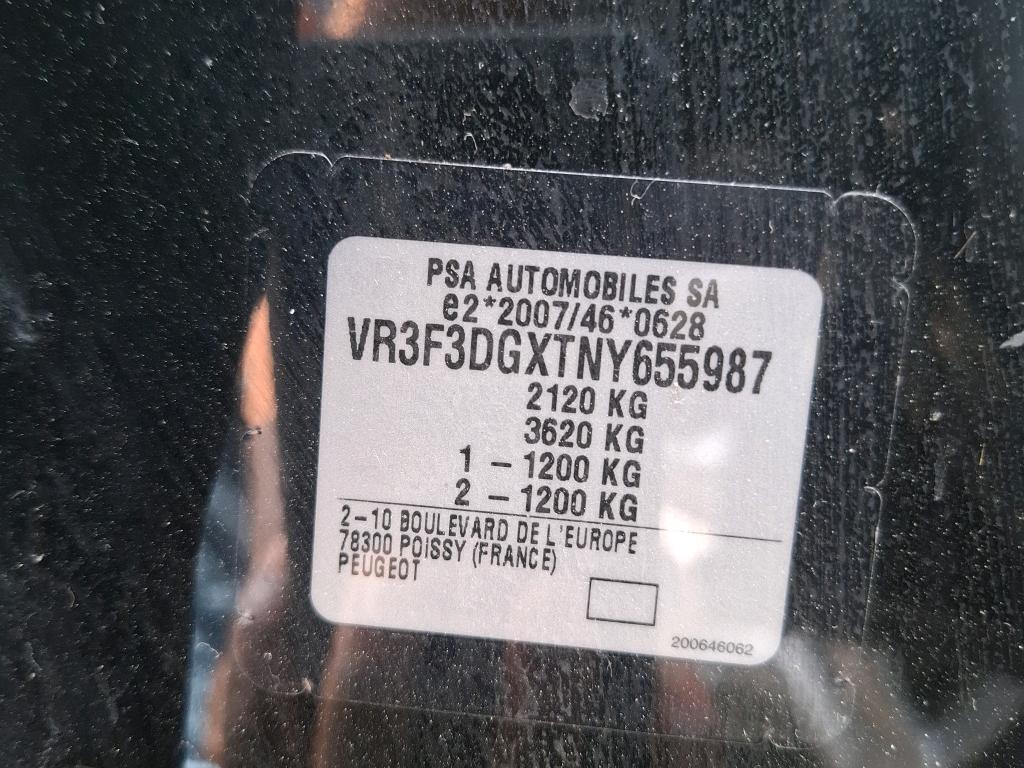 PSA AUTOMOBILES SA
e2*2007/46*0628
VR3F3DGXTNY655987
2120 KG
3620 KG
1 – 1200 KG
2 – 1200 KG
2–10 BOULEVARD DE L'EUROPE
78300 POISSY (FRANCE)
PEUGEOT
200646062